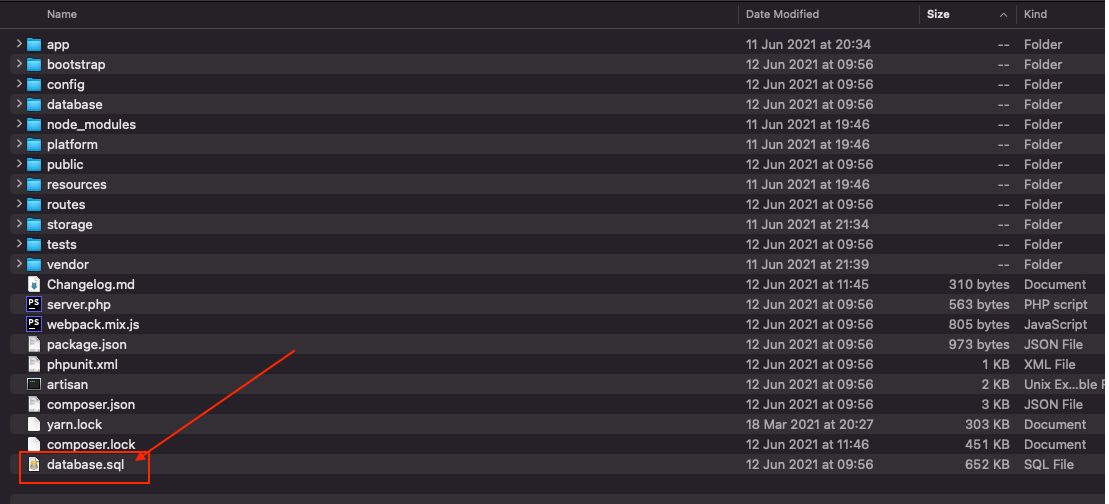 Name Date Modified Size Kind
app 11 Jun 2021 at 20:34 -- Folder
bootstrap 12 Jun 2021 at 09:56 -- Folder
config 12 Jun 2021 at 09:56 -- Folder
database 12 Jun 2021 at 09:56 -- Folder
node_modules 11 Jun 2021 at 19:46 -- Folder
platform 11 Jun 2021 at 19:46 -- Folder
public 12 Jun 2021 at 09:56 -- Folder
resources 11 Jun 2021 at 19:46 -- Folder
routes 12 Jun 2021 at 09:56 -- Folder
storage 11 Jun 2021 at 21:34 -- Folder
tests 12 Jun 2021 at 09:56 -- Folder
vendor 11 Jun 2021 at 21:39 -- Folder
Changelog.md 12 Jun 2021 at 11:45 310 bytes Document
PS server.php 12 Jun 2021 at 09:56 563 bytes PHP script
PS webpack.mix.js 12 Jun 2021 at 09:56 805 bytes JavaScript
package.json 12 Jun 2021 at 09:56 973 bytes JSON File
phpunit.xml 12 Jun 2021 at 09:56 1 KB XML File
artisan 12 Jun 2021 at 09:56 2 KB Unix Ex...ble F
composer.json 12 Jun 2021 at 09:56 3 KB JSON File
yarn.lock 18 Mar 2021 at 20:27 303 KB Document
composer.lock 12 Jun 2021 at 11:46 451 KB Document
database.sql 12 Jun 2021 at 09:56 652 KB SQL File